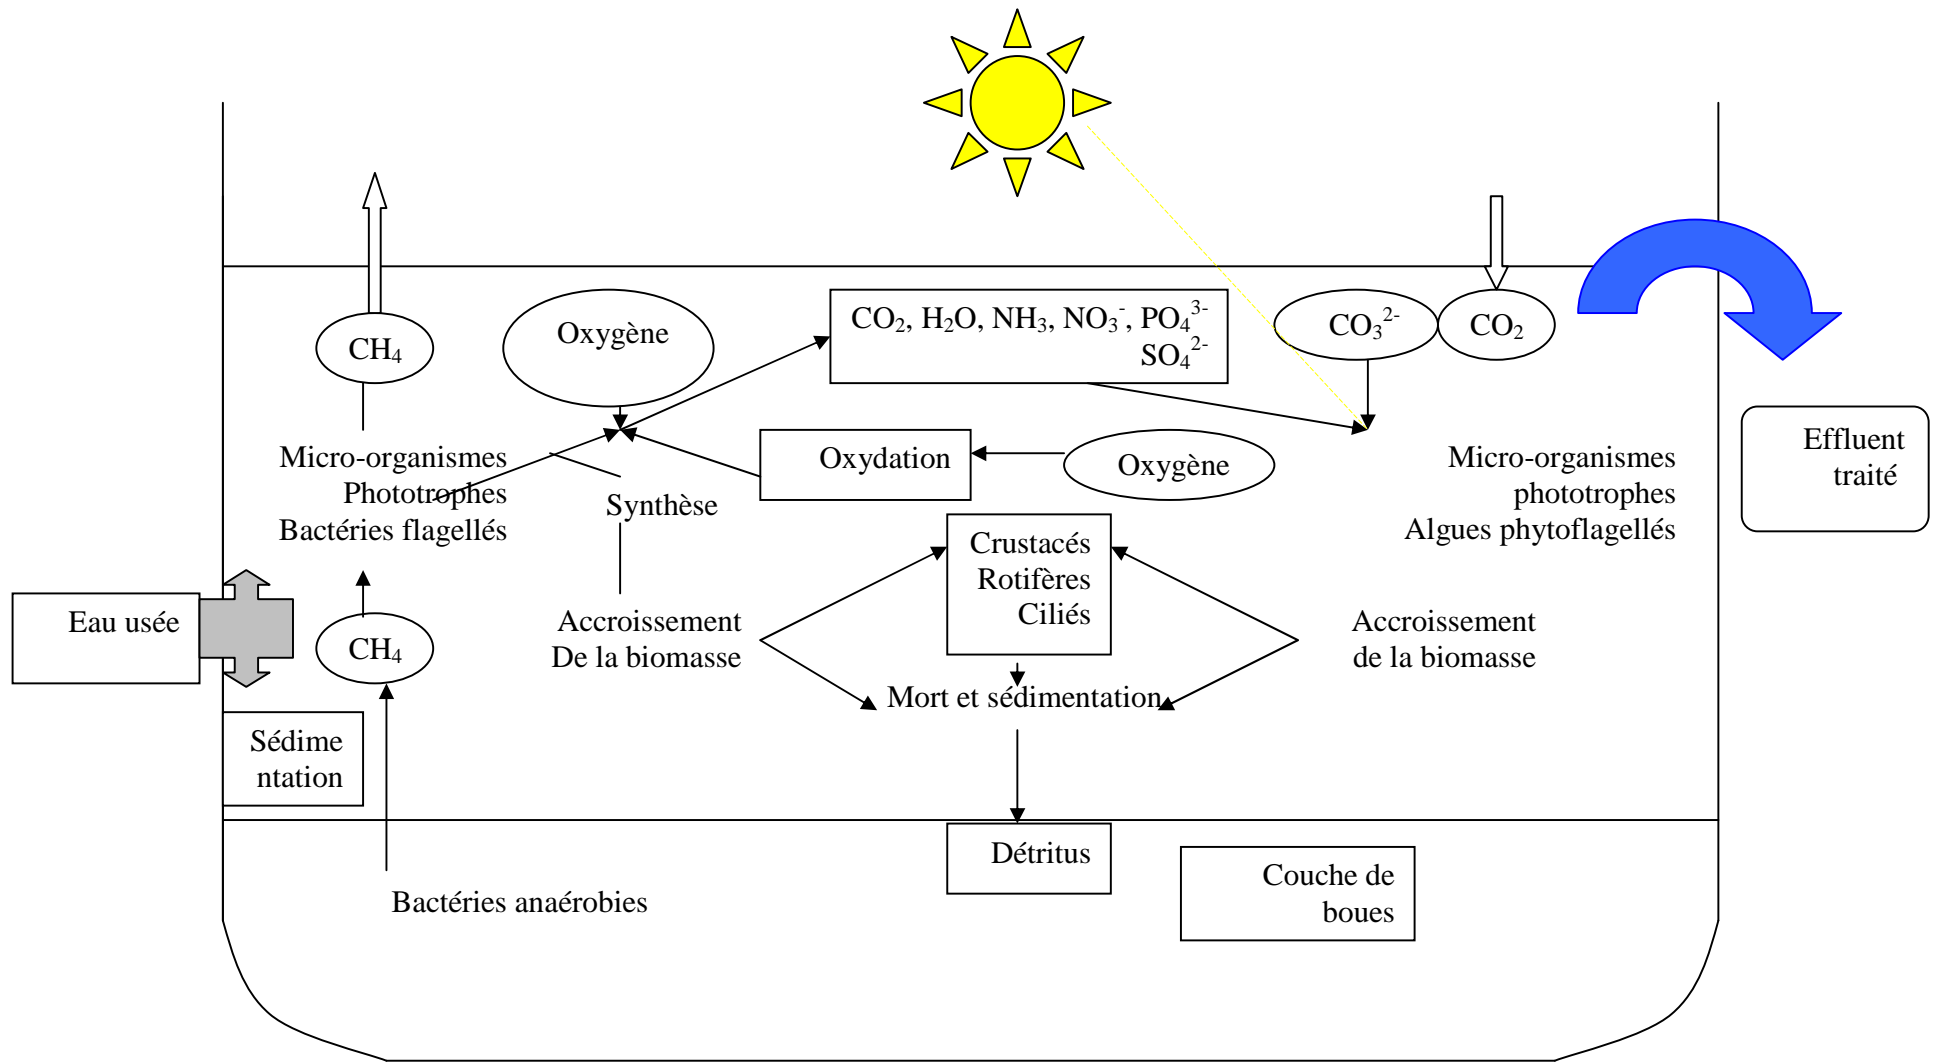 CO₂, H₂O, NH₃, NO₃⁻, PO₄³⁻
SO₄²⁻
CO₃²⁻
CO₂
Oxygène
CH₄
Micro-organismes
Phototrophes
Bactéries flagellés
Synthèse
Oxydation
Oxygène
Micro-organismes
phototrophes
Algues phytoflagellés
Effluent
traité
Crustacés
Rotifères
Ciliés
Eau usée
CH₄
Accroissement
De la biomasse
Accroissement
de la biomasse
Mort et sédimentation
Sédime
ntation
Détritus
Couche de
boues
Bactéries anaérobies